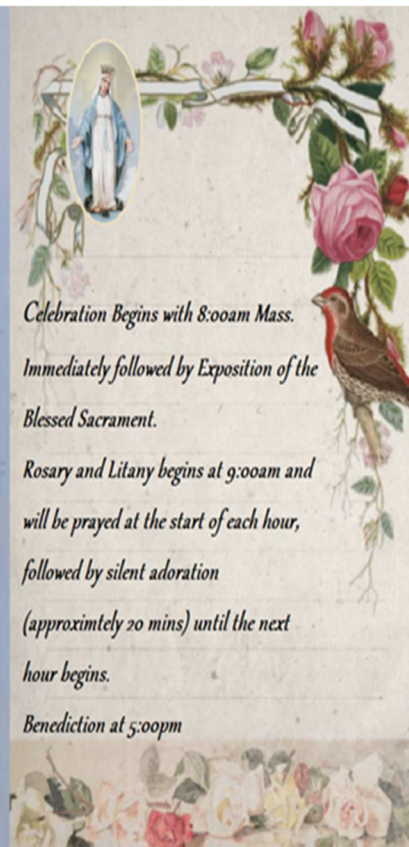 Celebration Begins with 8:00am Mass.
Immediately followed by Exposition of the
Blessed Sacrament.
Rosary and Litany begins at 9:00am and
will be prayed at the start of each hour,
followed by silent adoration
(approximtely 20 mins) until the next
hour begins.
Benediction at 5:00pm